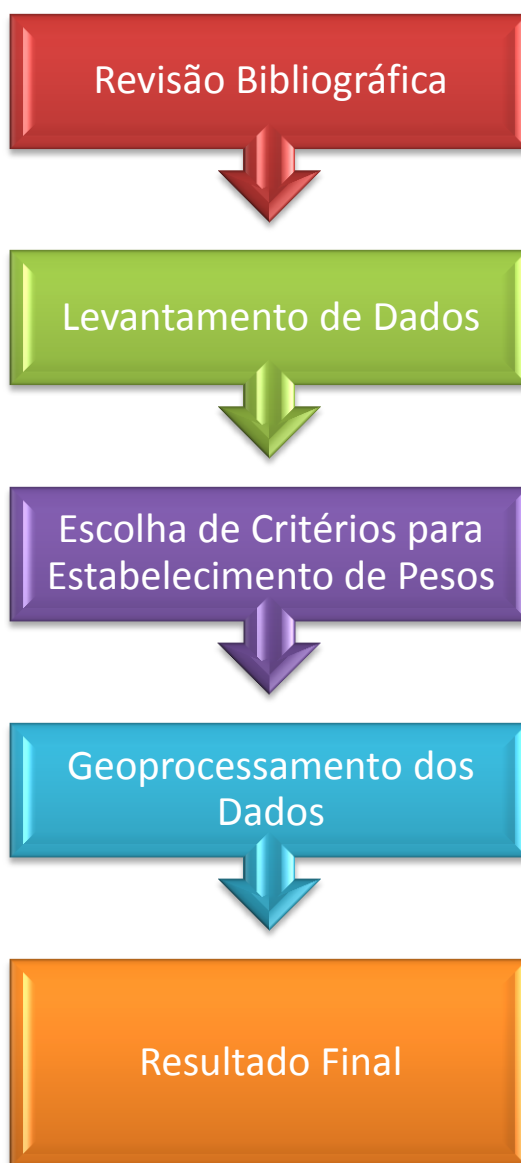 Revisão Bibliográfica
Levantamento de Dados
Escolha de Critérios para
Estabelecimento de Pesos
Geoprocessamento dos
Dados
Resultado Final